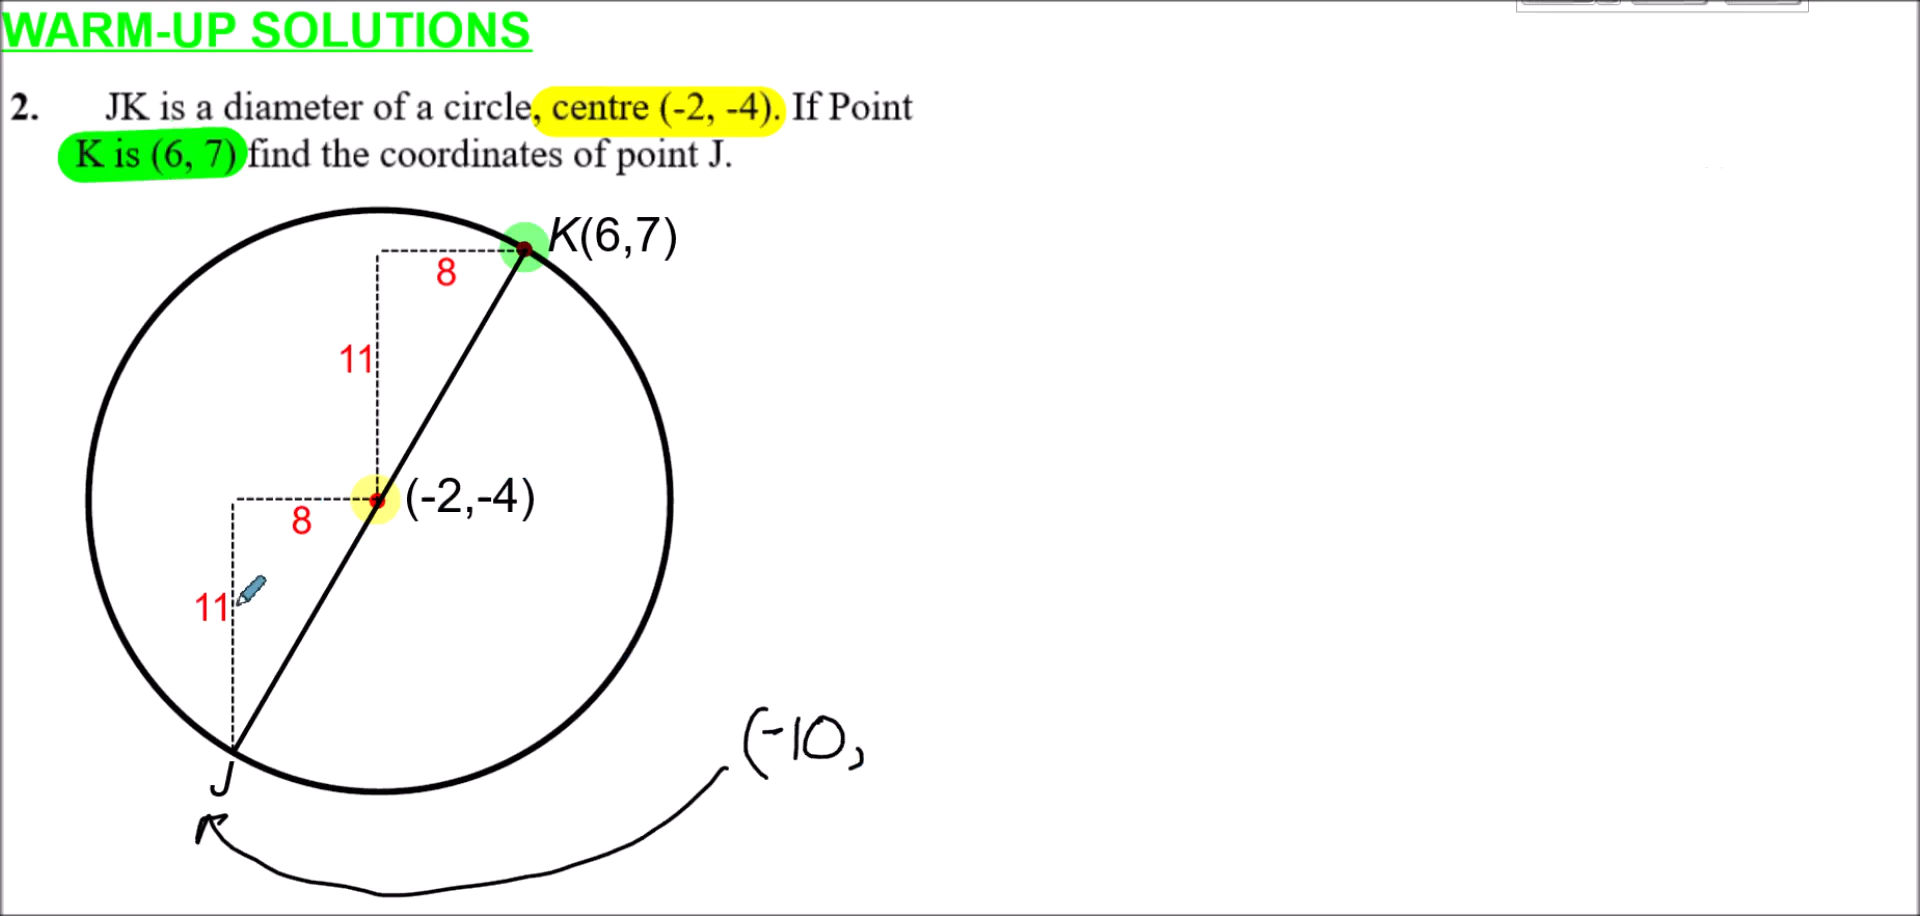 WARM-UP SOLUTIONS
2. JK is a diameter of a circle, centre (-2, -4). If Point
K is (6, 7) find the coordinates of point J.
K(6,7)
8
11
(-2,-4)
8
11
(-10,
J